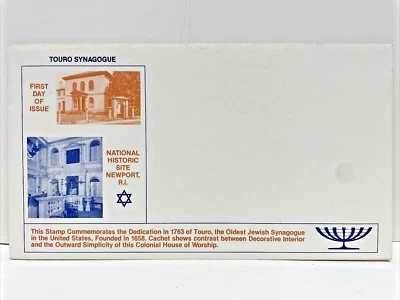 TOURO SYNAGOGUE
FIRST
DAY
OF
ISSUE
NATIONAL
HISTORIC
SITE
NEWPORT,
R.I.
This Stamp Commemorates the Dedication in 1763 of Touro, the Oldest Jewish Synagogue
in the United States, Founded in 1658. Cachet shows contrast between Decorative Interior
and the Outward Simplicity of this Colonial House of Worship.